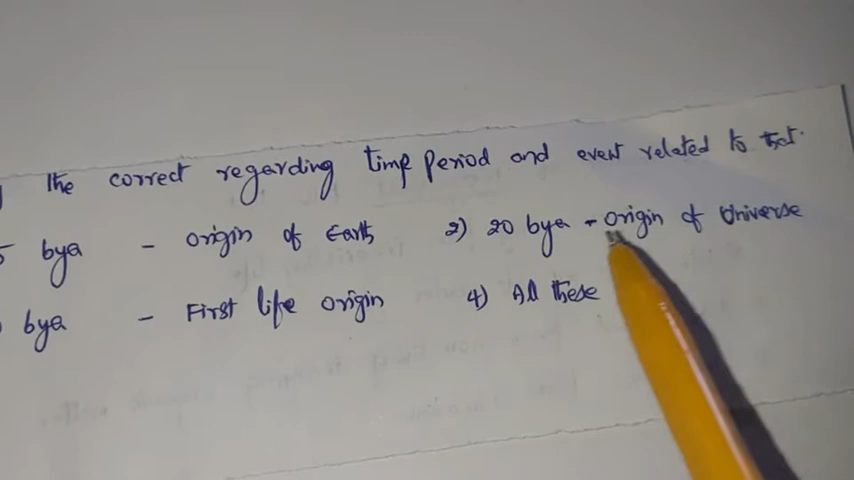 The correct regarding time period and event related to that.
bya - origin of Earth 2) 20 bya - origin of Universe
bya - First life origin 4) All these